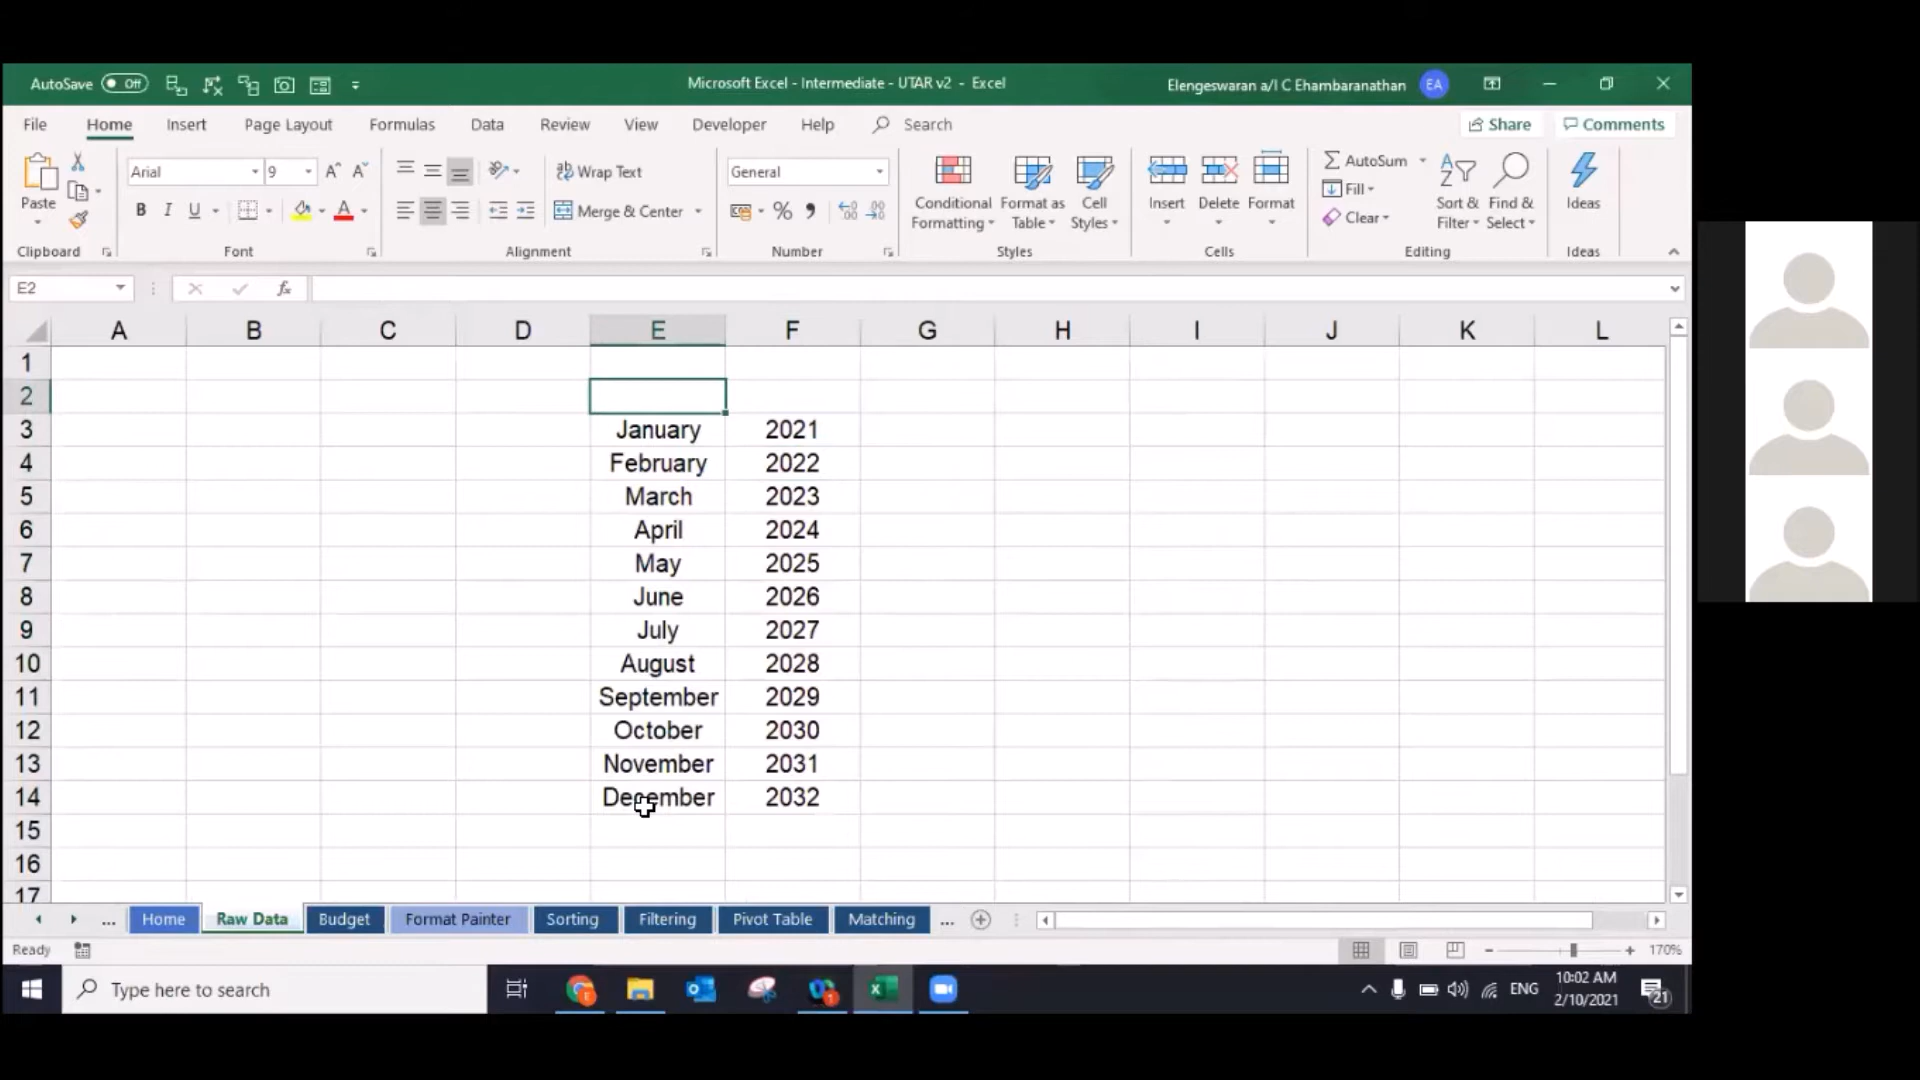 AutoSave Off
Microsoft Excel - Intermediate - UTAR v2 - Excel
Elengeswaran a/l C Ehambaranathan EA
File Home Insert Page Layout Formulas Data Review View Developer Help Search Share Comments
Paste
Clipboard
Arial 9
B I U
Font
Wrap Text
Merge & Center
Alignment
General
Number
Conditional Formatting
Format as Table
Cell Styles
Styles
Insert Delete Format
Cells
AutoSum
Fill
Clear
Sort & Filter
Find & Select
Editing
Ideas
Ideas
E2 fx
A B C D E F G H I J K L
1
2
3 January 2021
4 February 2022
5 March 2023
6 April 2024
7 May 2025
8 June 2026
9 July 2027
10 August 2028
11 September 2029
12 October 2030
13 November 2031
14 December 2032
15
16
17
... Home Raw Data Budget Format Painter Sorting Filtering Pivot Table Matching ...
Ready 170%
Type here to search
ENG
10:02 AM
2/10/2021
21